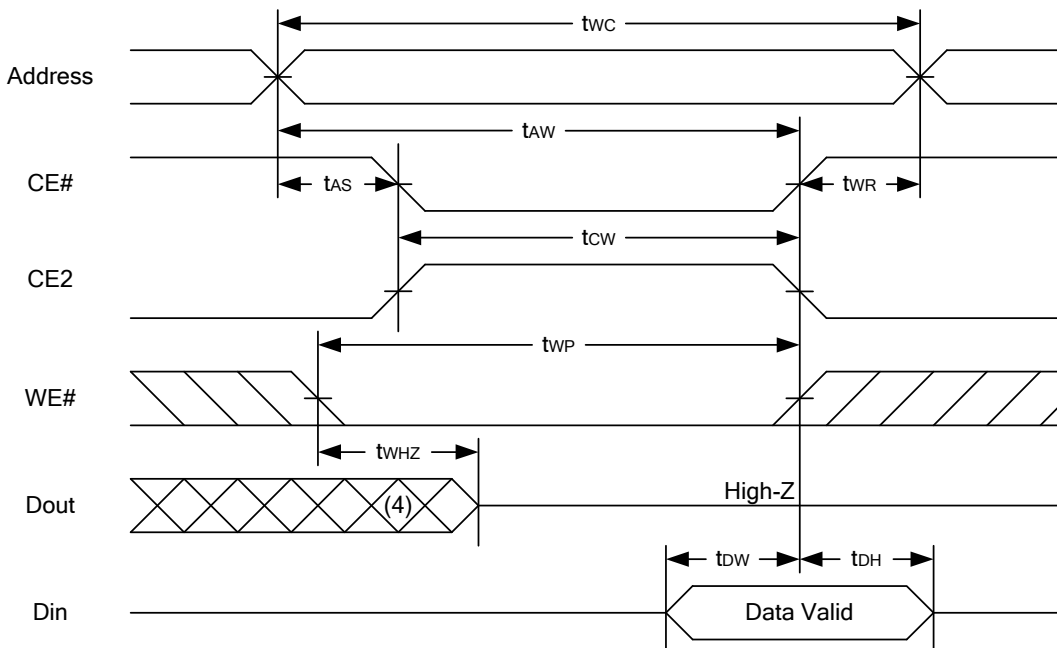 tWC
Address
tAW
CE#
tAS
tWR
tCW
CE2
tWP
WE#
tWHZ
Dout
(4)
High-Z
tDW
tDH
Din
Data Valid